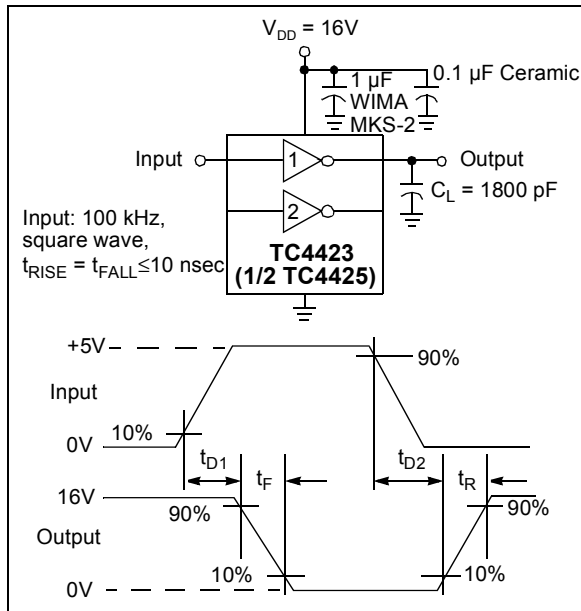 V_DD = 16V
1 µF
WIMA
MKS-2
0.1 µF Ceramic
Input
1
Output
C_L = 1800 pF
2
Input: 100 kHz,
square wave,
t_RISE = t_FALL≤10 nsec
TC4423
(1/2 TC4425)
+5V
90%
Input
10%
0V
t_D1
t_F
t_D2
t_R
16V
90%
90%
Output
10%
10%
0V